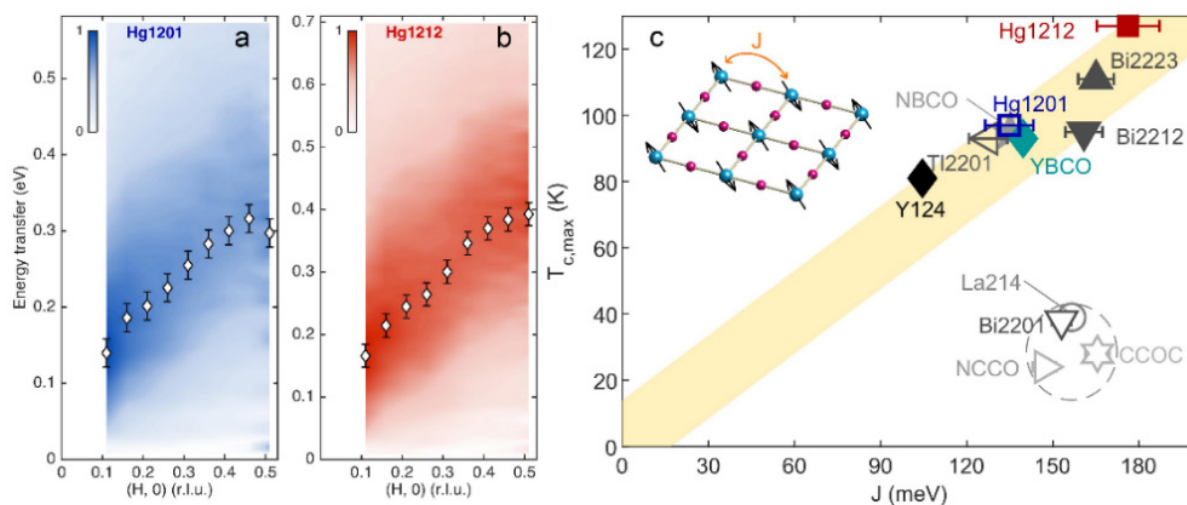 1
Hg1201
a
0.5
0.4
0.3
0.2
0.1
0
Energy transfer (eV)
0
0.1
0.2
0.3
0.4
0.5
(H, 0) (r.l.u.)
0.7
1
Hg1212
b
0.6
0.5
0.4
0.3
0.2
0.1
0
0.1
0.2
0.3
0.4
0.5
(H, 0) (r.l.u.)
c
J
Hg1212
Bi2223
NBCO
Hg1201
Bi2212
Tl2201
YBCO
Y124
La214
Bi2201
NCCO
CCOC
120
100
80
60
40
20
0
T c,max (K)
0
30
60
90
120
150
180
J (meV)